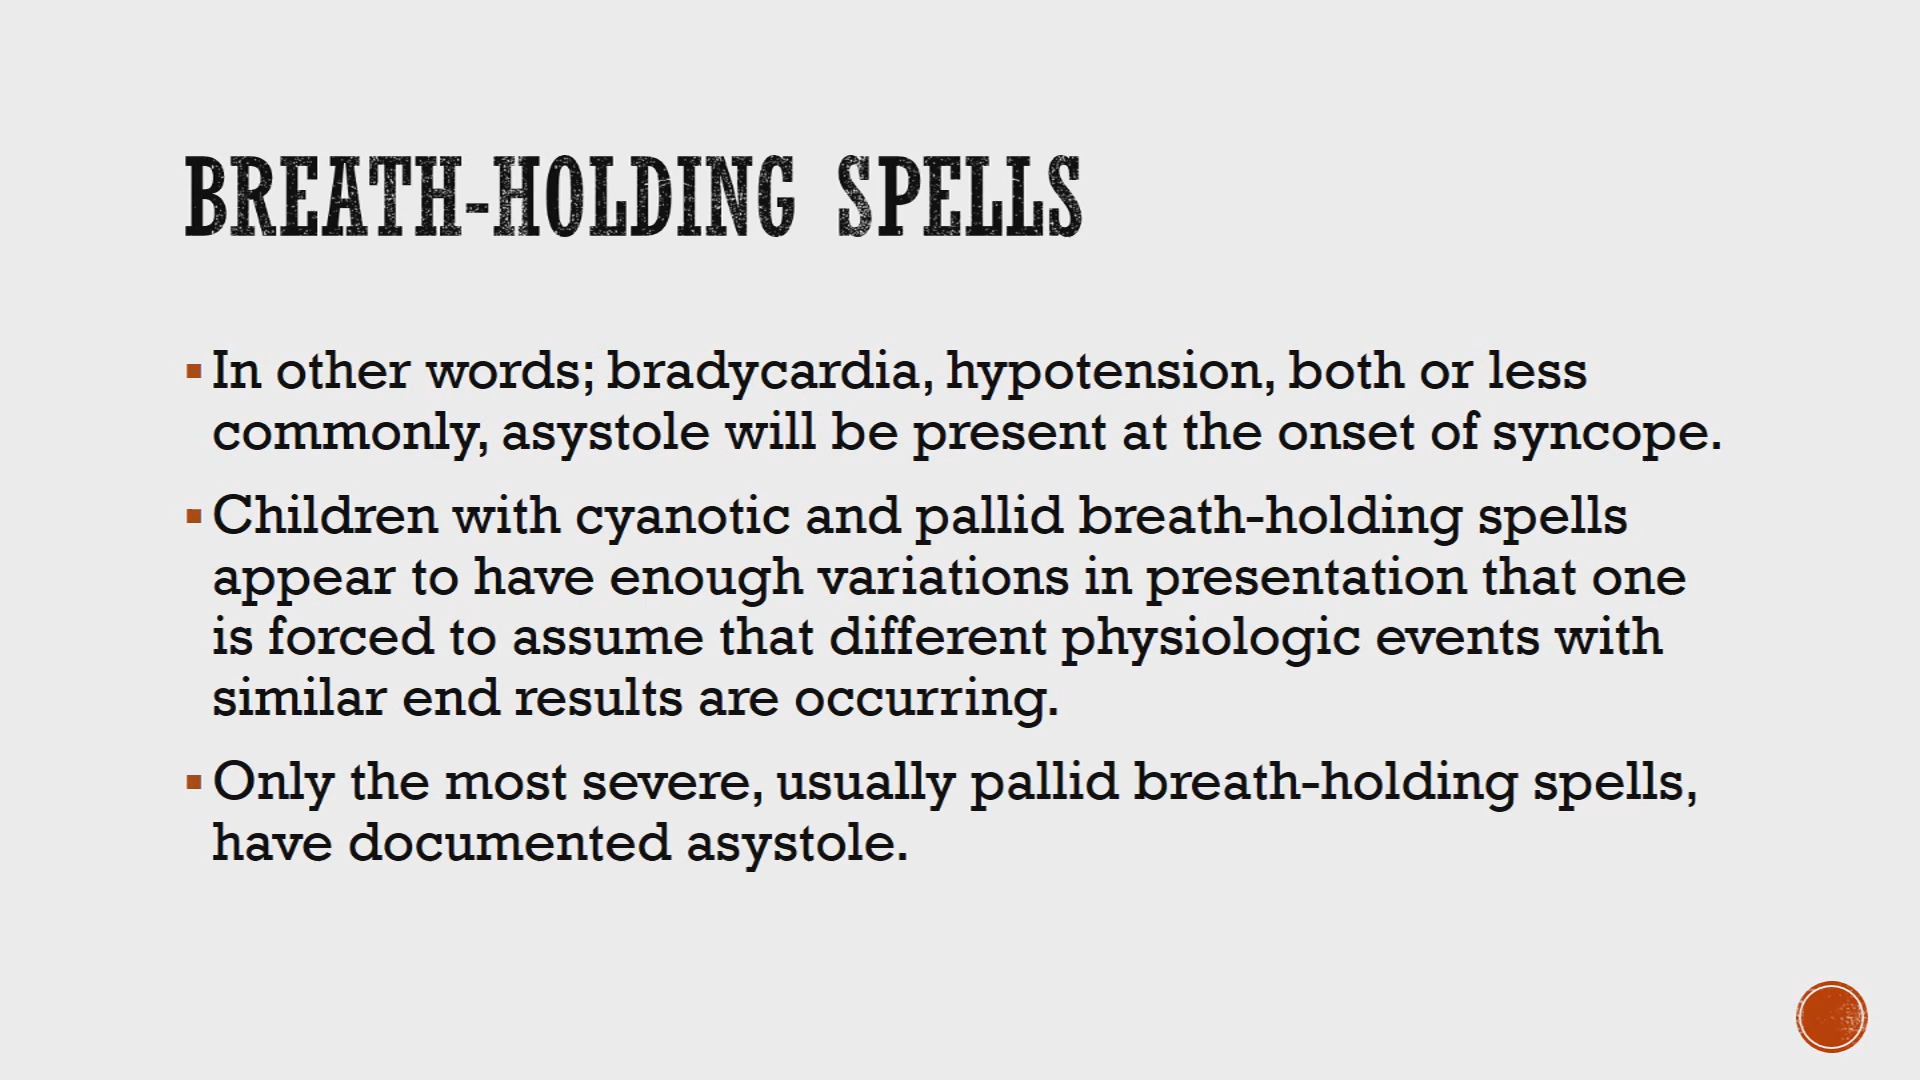 BREATH-HOLDING SPELLS
▪ In other words; bradycardia, hypotension, both or less
commonly, asystole will be present at the onset of syncope.
▪ Children with cyanotic and pallid breath-holding spells
appear to have enough variations in presentation that one
is forced to assume that different physiologic events with
similar end results are occurring.
▪ Only the most severe, usually pallid breath-holding spells,
have documented asystole.